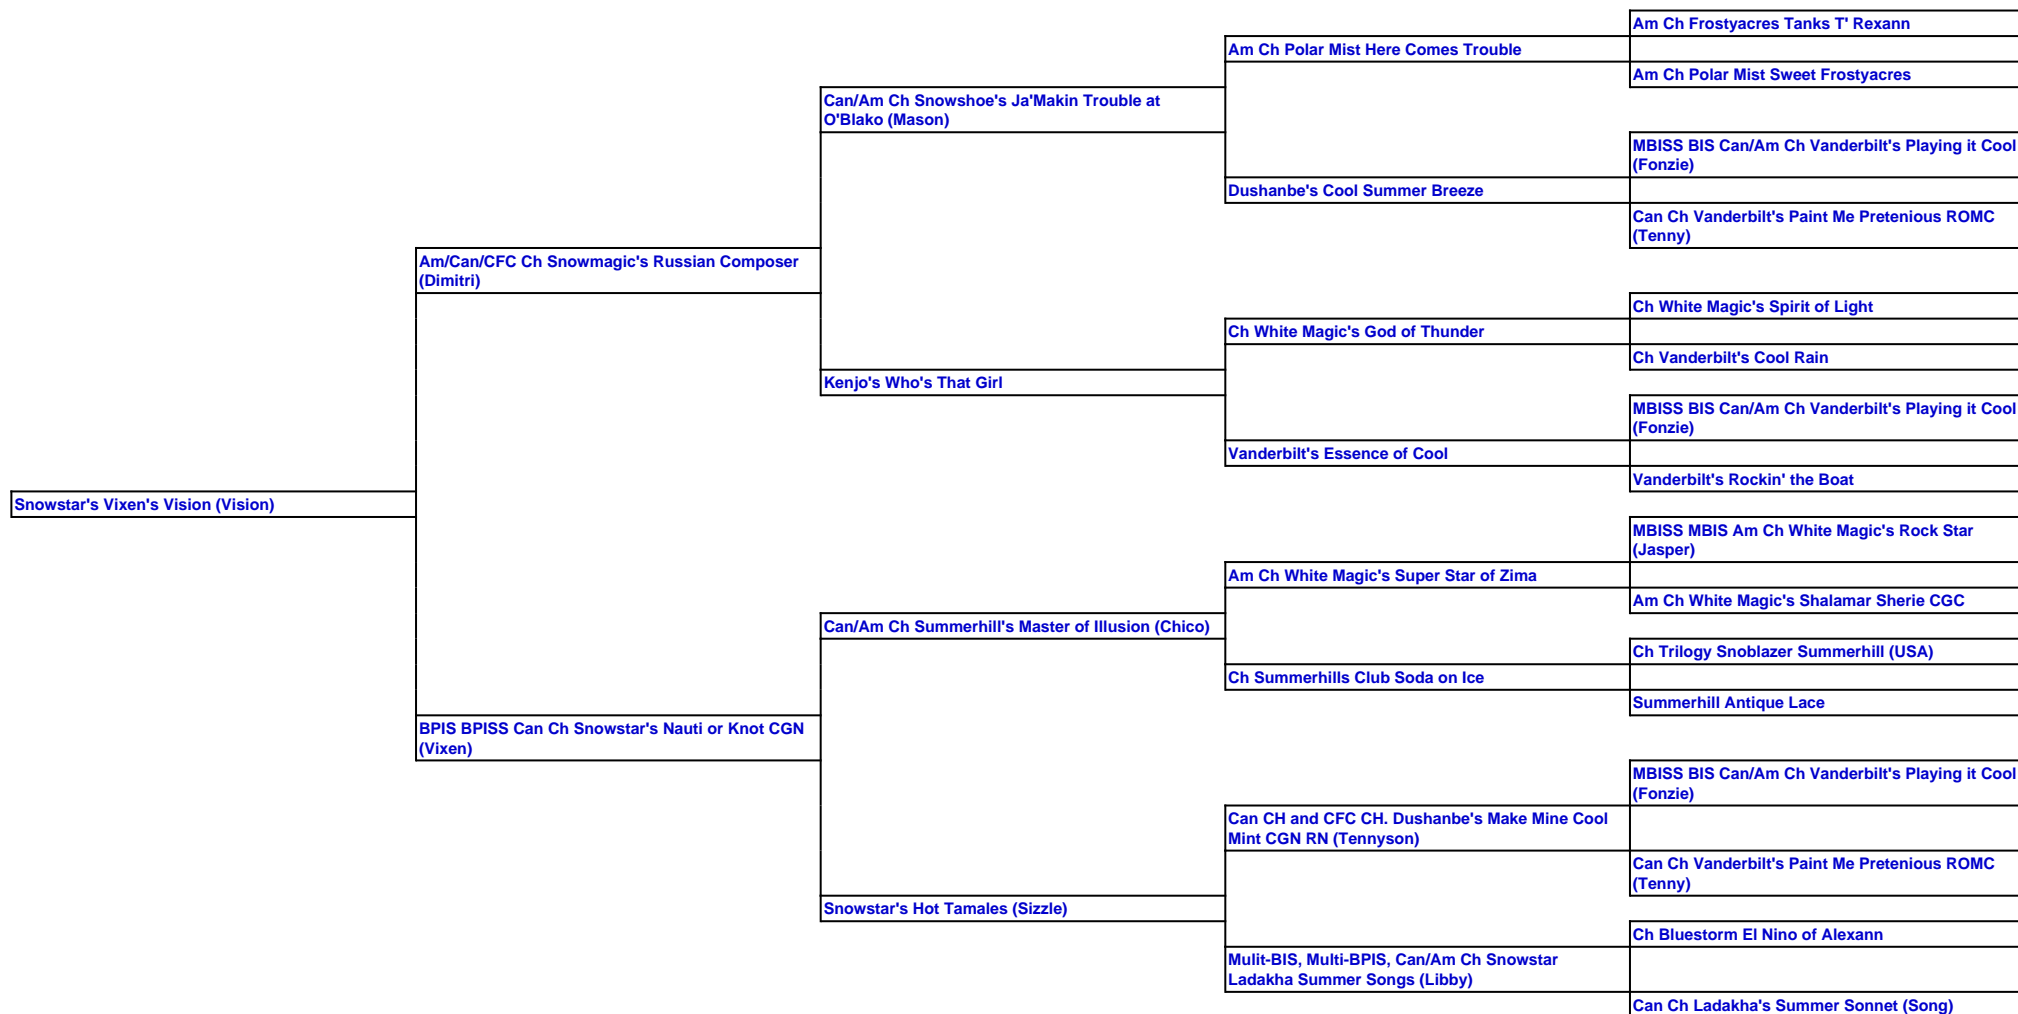 Am Ch Frostyacres Tanks T' Rexann
Am Ch Polar Mist Here Comes Trouble
Am Ch Polar Mist Sweet Frostyacres
Can/Am Ch Snowshoe's Ja'Makin Trouble at
O'Blako (Mason)
MBISS BIS Can/Am Ch Vanderbilt's Playing it Cool
(Fonzie)
Dushanbe's Cool Summer Breeze
Can Ch Vanderbilt's Paint Me Pretenious ROMC
(Tenny)
Am/Can/CFC Ch Snowmagic's Russian Composer
(Dimitri)
Ch White Magic's Spirit of Light
Ch White Magic's God of Thunder
Ch Vanderbilt's Cool Rain
Kenjo's Who's That Girl
MBISS BIS Can/Am Ch Vanderbilt's Playing it Cool
(Fonzie)
Vanderbilt's Essence of Cool
Vanderbilt's Rockin' the Boat
Snowstar's Vixen's Vision (Vision)
MBISS MBIS Am Ch White Magic's Rock Star
(Jasper)
Am Ch White Magic's Super Star of Zima
Am Ch White Magic's Shalamar Sherie CGC
Can/Am Ch Summerhill's Master of Illusion (Chico)
Ch Trilogy Snoblazer Summerhill (USA)
Ch Summerhills Club Soda on Ice
Summerhill Antique Lace
BPIS BPISS Can Ch Snowstar's Nauti or Knot CGN
(Vixen)
MBISS BIS Can/Am Ch Vanderbilt's Playing it Cool
(Fonzie)
Can CH and CFC CH. Dushanbe's Make Mine Cool
Mint CGN RN (Tennyson)
Can Ch Vanderbilt's Paint Me Pretenious ROMC
(Tenny)
Snowstar's Hot Tamales (Sizzle)
Ch Bluestorm El Nino of Alexann
Mulit-BIS, Multi-BPIS, Can/Am Ch Snowstar
Ladakha Summer Songs (Libby)
Can Ch Ladakha's Summer Sonnet (Song)